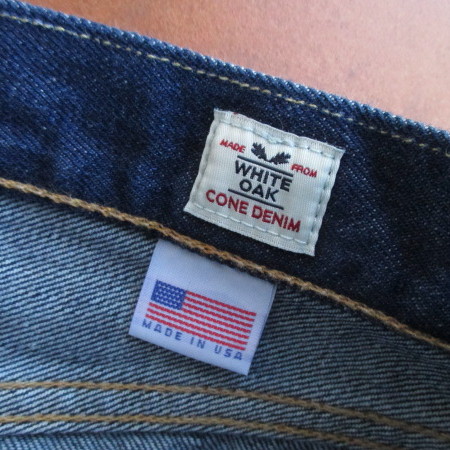 MADE FROM
WHITE
OAK
CONE DENIM
MADE IN USA